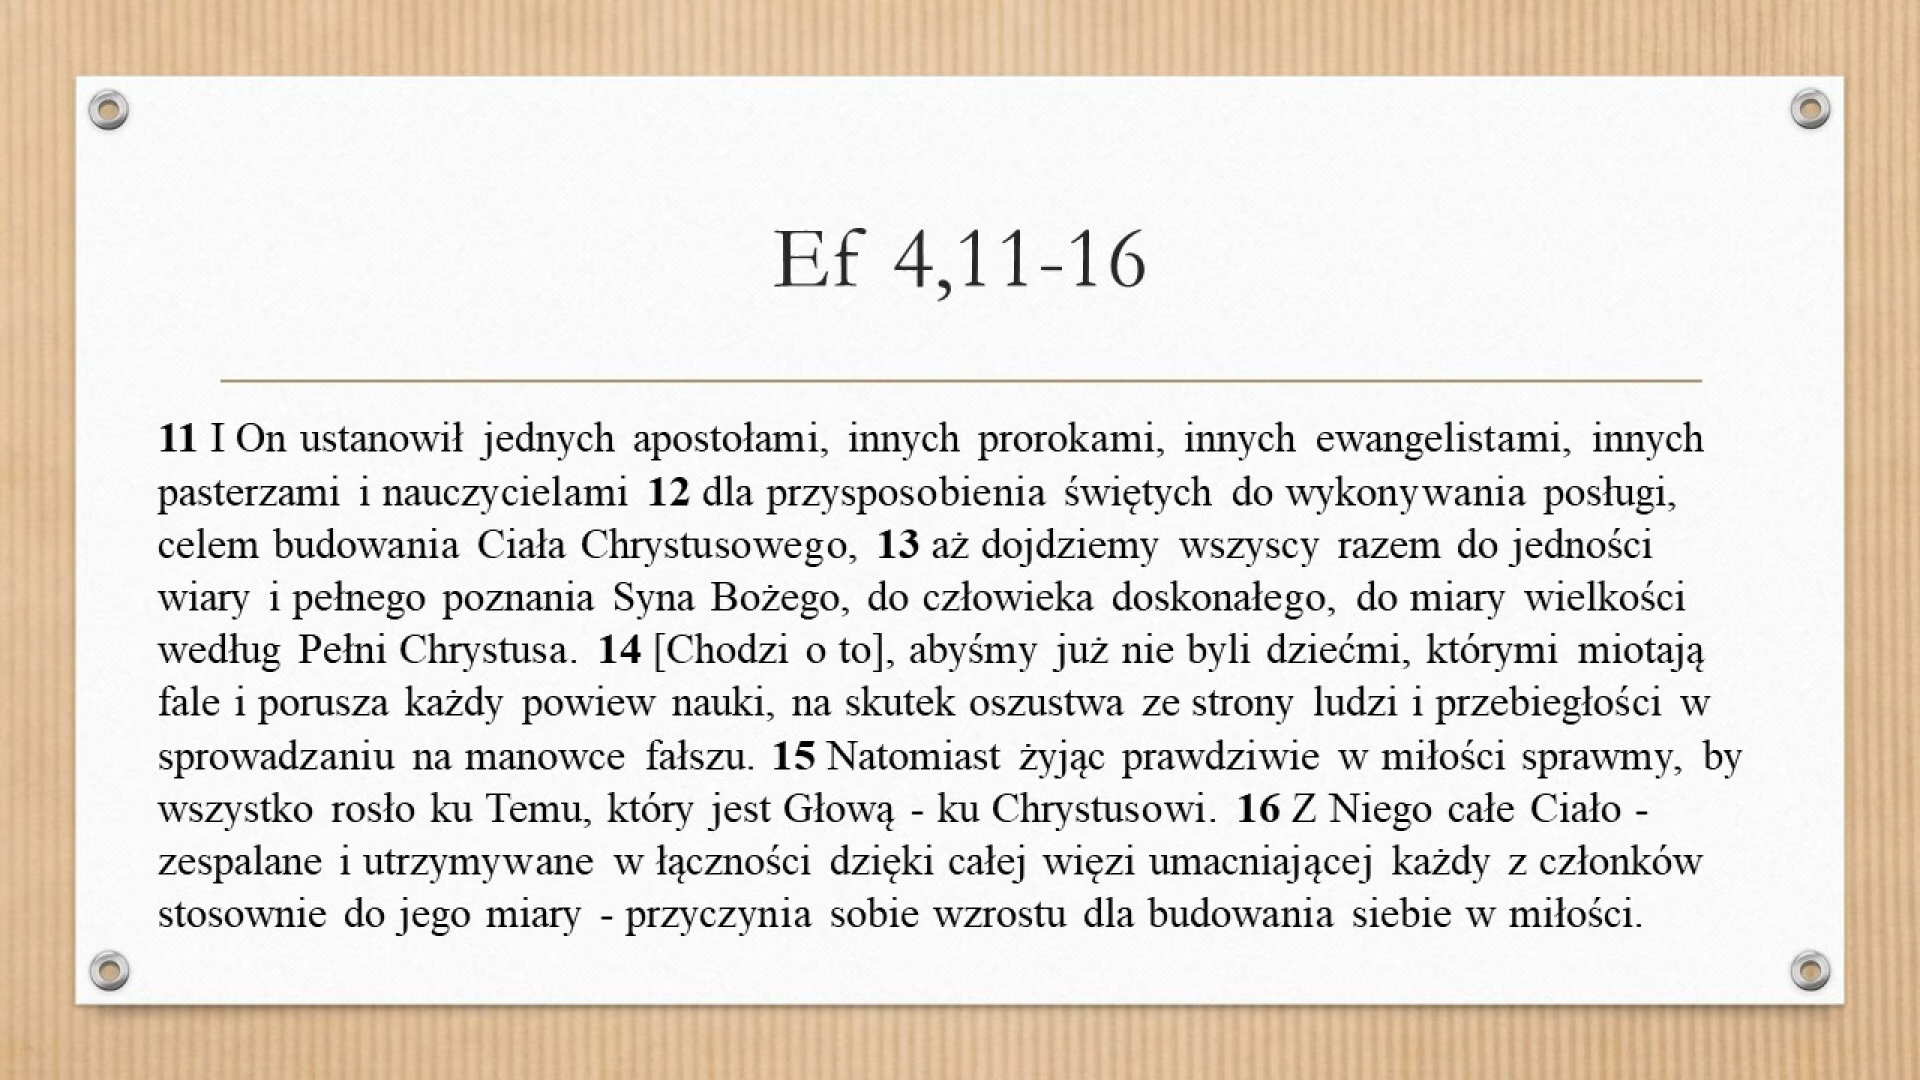 Ef 4,11-16
11 I On ustanowił jednych apostołami, innych prorokami, innych ewangelistami, innych
pasterzami i nauczycielami 12 dla przysposobienia świętych do wykonywania posługi,
celem budowania Ciała Chrystusowego, 13 aż dojdziemy wszyscy razem do jedności
wiary i pełnego poznania Syna Bożego, do człowieka doskonałego, do miary wielkości
według Pełni Chrystusa. 14 [Chodzi o to], abyśmy już nie byli dziećmi, którymi miotają
fale i porusza każdy powiew nauki, na skutek oszustwa ze strony ludzi i przebiegłości w
sprowadzaniu na manowce fałszu. 15 Natomiast żyjąc prawdziwie w miłości sprawmy, by
wszystko rosło ku Temu, który jest Głową - ku Chrystusowi. 16 Z Niego całe Ciało -
zespalane i utrzymywane w łączności dzięki całej więzi umacniającej każdy z członków
stosownie do jego miary - przyczynia sobie wzrostu dla budowania siebie w miłości.